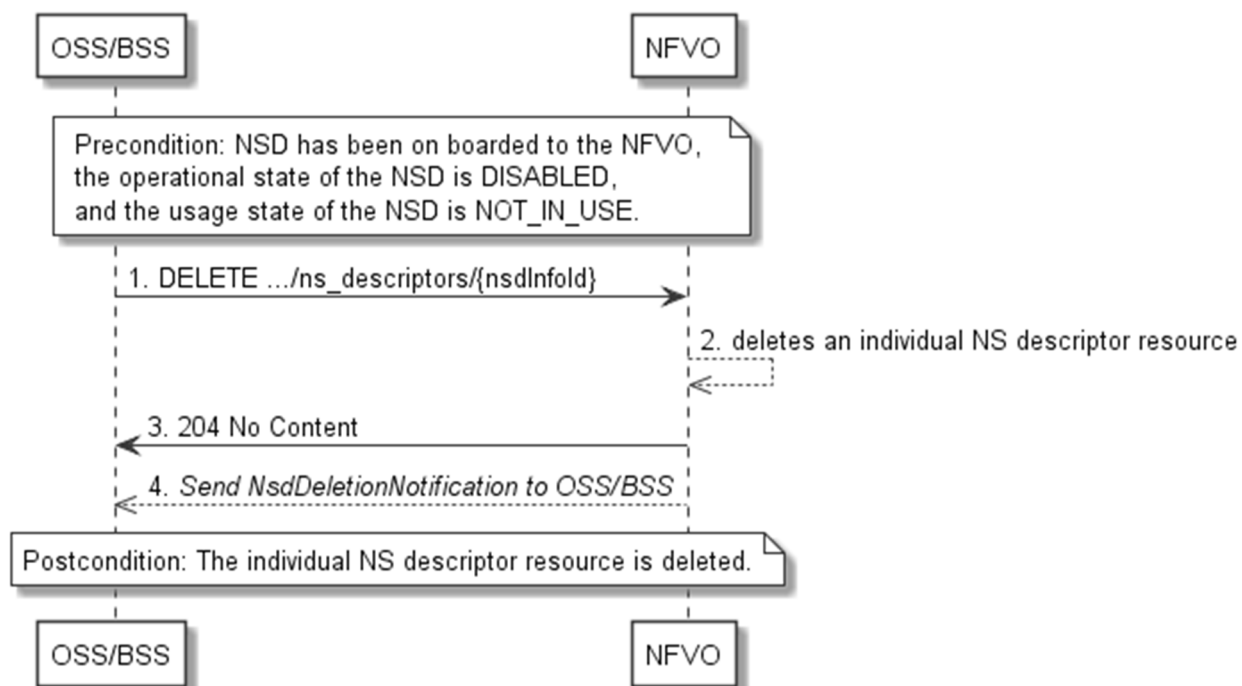 OSS/BSS
NFVO
Precondition: NSD has been on boarded to the NFVO,
the operational state of the NSD is DISABLED,
and the usage state of the NSD is NOT_IN_USE.
1. DELETE .../ns_descriptors/{nsdInfoId}
2. deletes an individual NS descriptor resource
3. 204 No Content
4. Send NsdDeletionNotification to OSS/BSS
Postcondition: The individual NS descriptor resource is deleted.
OSS/BSS
NFVO